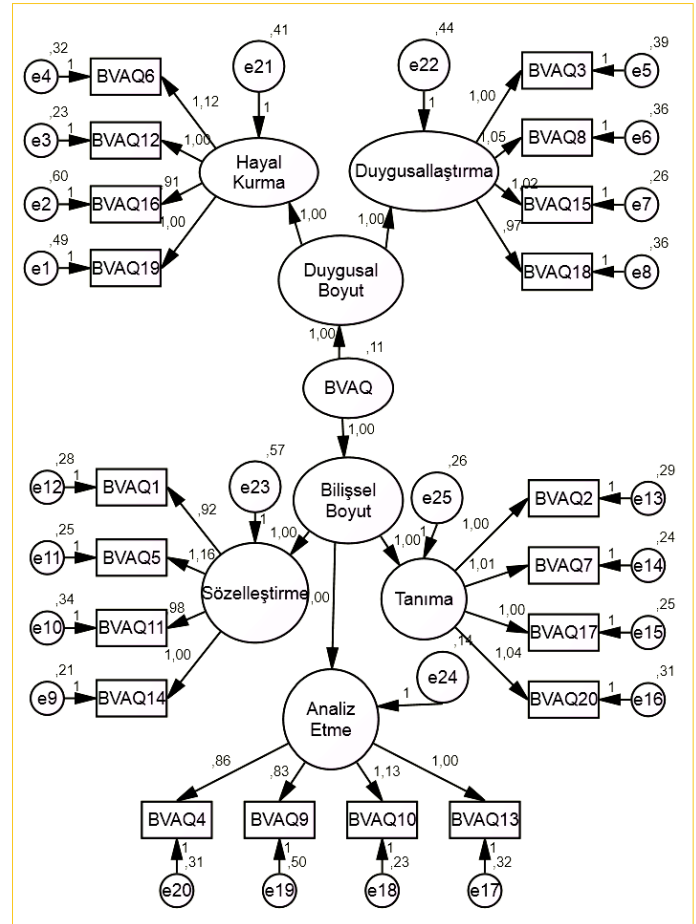 ,32
e4
1
BVAQ6
,23
e3
1
BVAQ12
,60
e2
1
BVAQ16
,49
e1
1
BVAQ19
1,12
1,00
,91
1,00
,41
e21
1
Hayal
Kurma
,44
e22
1
Duygusallaştırma
1,00
1,05
1,02
,97
BVAQ3
1
,39
e5
BVAQ8
1
,36
e6
BVAQ15
1
,26
e7
BVAQ18
1
,36
e8
1,00
1,00
Duygusal
Boyut
1,00
,11
BVAQ
1,00
Bilişsel
Boyut
,28
e12
1
BVAQ1
,25
e11
1
BVAQ5
,34
e10
1
BVAQ11
,21
e9
1
BVAQ14
,92
1,16
,98
1,00
,57
e23
1
Sözelleştirme
1,00
,00
1,00
,26
e25
1
Tanıma
1,00
1,01
1,00
1,04
BVAQ2
1
,29
e13
BVAQ7
1
,24
e14
BVAQ17
1
,25
e15
BVAQ20
1
,31
e16
,14
e24
1
Analiz
Etme
,86
,83
1,13
1,00
BVAQ4
BVAQ9
BVAQ10
BVAQ13
1
,31
e20
1
,50
e19
1
,23
e18
1
,32
e17